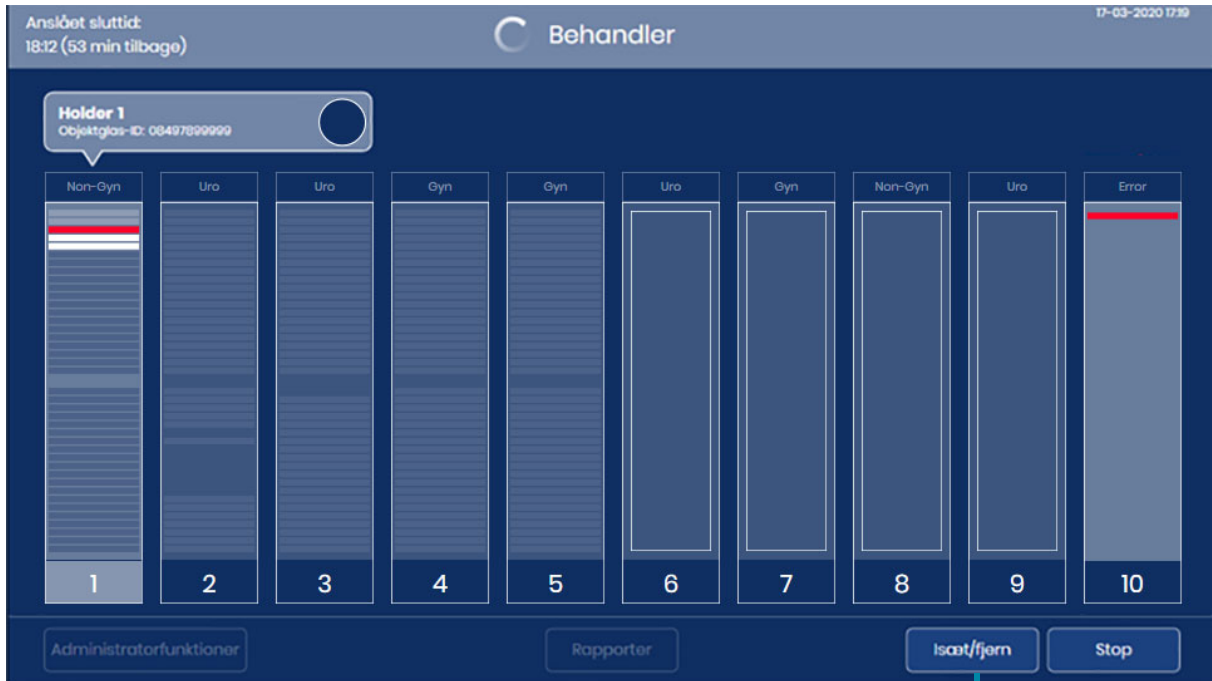 Anslået sluttid:
18:12 (53 min tilbage)
Behandler
17-03-2020 17:19
Holder 1
Objektglas-ID: 08497899999
Non-Gyn
Uro
Uro
Gyn
Gyn
Uro
Gyn
Non-Gyn
Uro
Error
1
2
3
4
5
6
7
8
9
10
Administratorfunktioner
Rapporter
Isæt/fjern
Stop